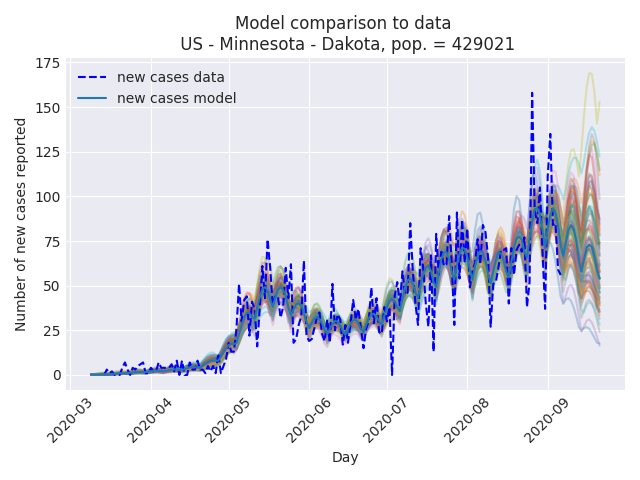 Model comparison to data
US - Minnesota - Dakota, pop. = 429021
175
150
125
100
75
50
25
0
Number of new cases reported
new cases data
new cases model
2020-03
2020-04
2020-05
2020-06
2020-07
2020-08
2020-09
Day